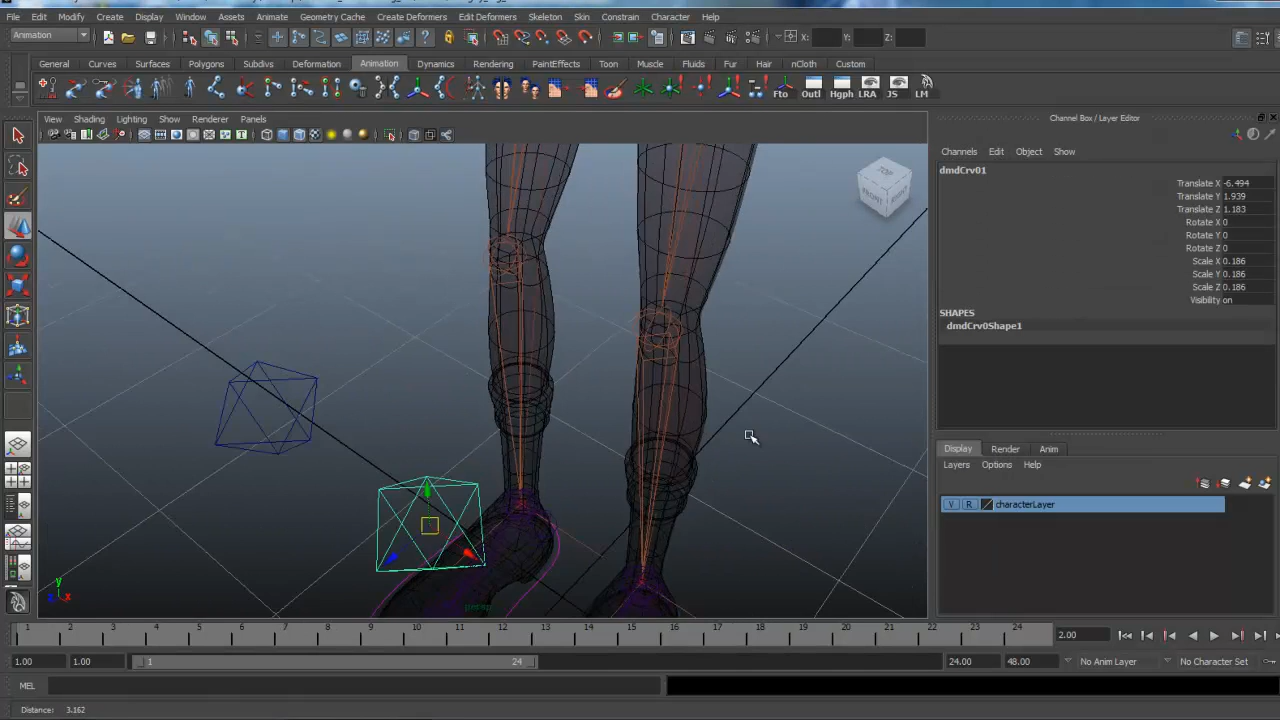 File Edit Modify Create Display Window Assets Animate Geometry Cache Create Deformers Edit Deformers Skeleton Skin Constrain Character Help
Animation X: Y: Z:
General Curves Surfaces Polygons Subdivs Deformation Animation Dynamics Rendering PaintEffects Toon Muscle Fluids Fur Hair nCloth Custom
Fto Outl Hgph LRA JS LM
View Shading Lighting Show Renderer Panels
Channel Box / Layer Editor
Channels Edit Object Show
dmdCrv01
Translate X -6.494
Translate Y 1.939
Translate Z 1.183
Rotate X 0
Rotate Y 0
Rotate Z 0
Scale X 0.186
Scale Y 0.186
Scale Z 0.186
Visibility on
SHAPES
dmdCrv0Shape1
TOP
FRONT RIGHT
Display Render Anim
Layers Options Help
V R characterLayer
y
z x
persp
1 2 3 4 5 6 7 8 9 10 11 12 13 14 15 16 17 18 19 20 21 22 23 24 2.00
1.00 1.00 1 24 24.00 48.00 No Anim Layer No Character Set
MEL
Distance: 3.162